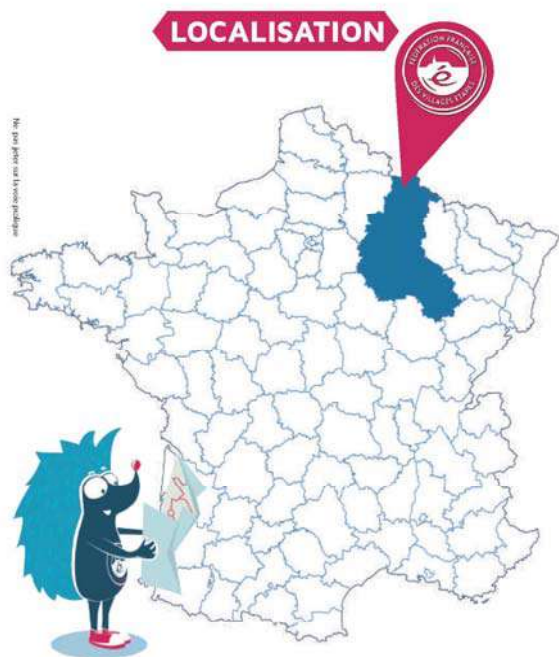 LOCALISATION
FÉDÉRATION FRANÇAISE
é
DES VILLAGES ÉTAPES
Ne pas jeter sur la voie publique